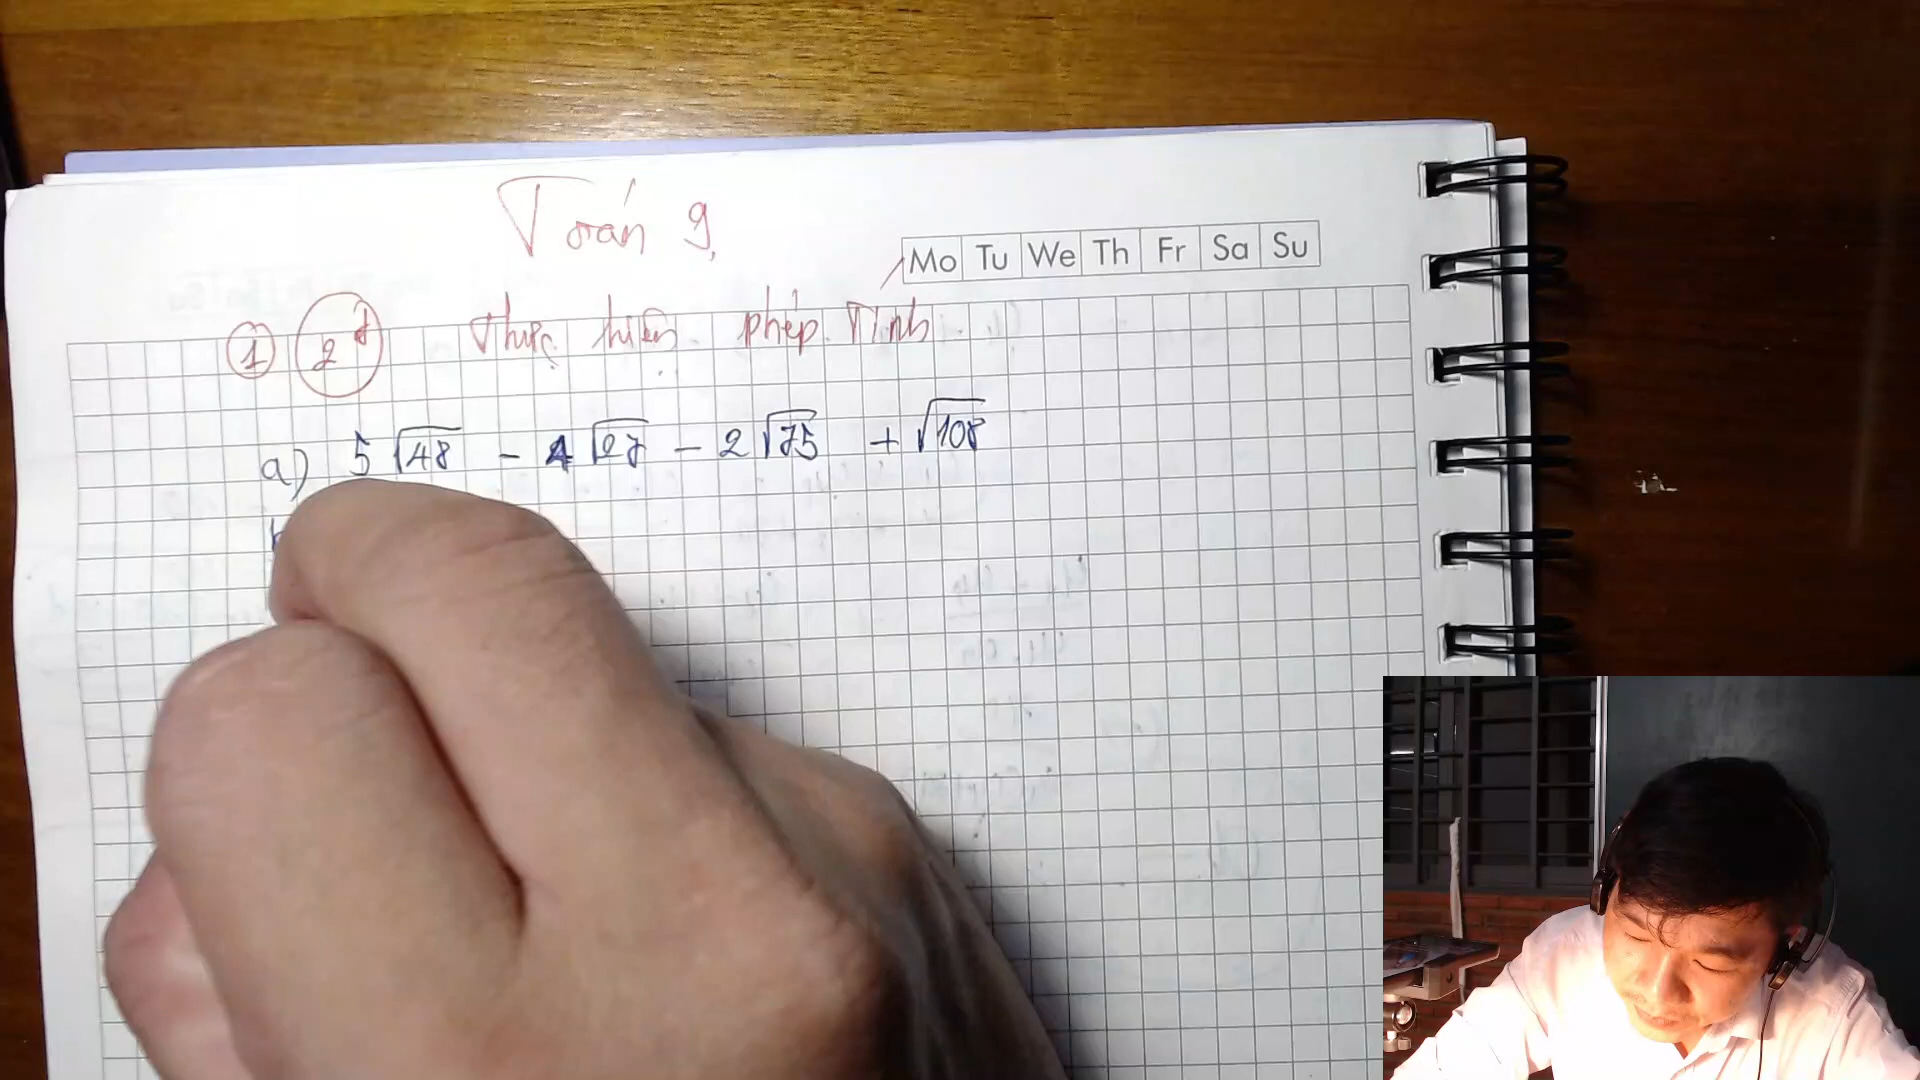 Toán 9
Mo Tu We Th Fr Sa Su
① 2đ Thực hiện phép tính
a) 5√48 - 4√27 - 2√75 + √108